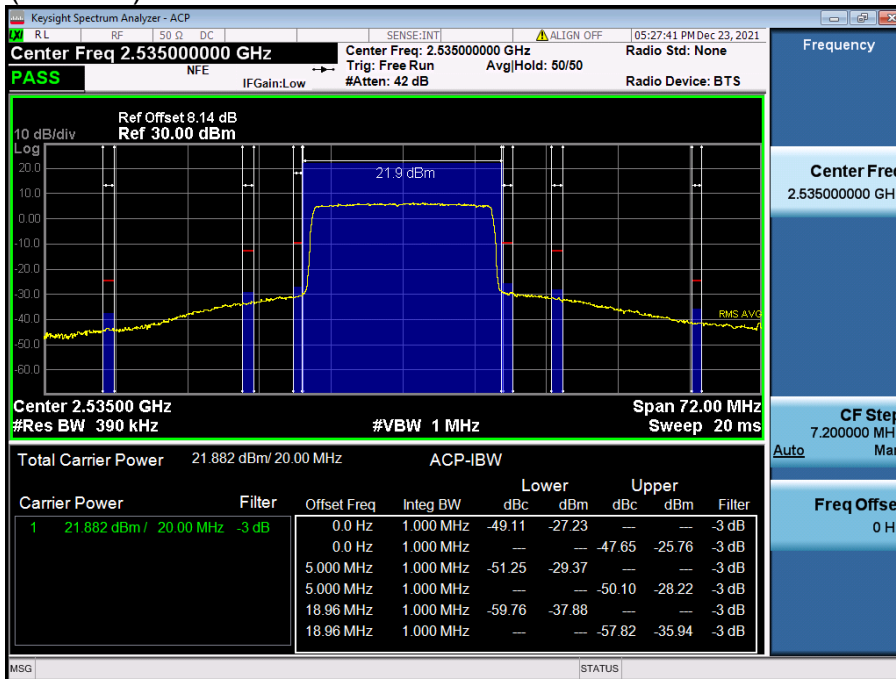 Keysight Spectrum Analyzer - ACP
LXI RL RF 50 Ω DC SENSE:INT ALIGN OFF 05:27:41 PM Dec 23, 2021
Center Freq 2.535000000 GHz
NFE
IFGain:Low
PASS
Center Freq: 2.535000000 GHz
Trig: Free Run Avg|Hold: 50/50
#Atten: 42 dB
Radio Std: None
Radio Device: BTS
Ref Offset 8.14 dB
10 dB/div Ref 30.00 dBm
Log
20.0
10.0
0.00
-10.0
-20.0
-30.0
-40.0
-50.0
-60.0
21.9 dBm
RMS AVG
Center 2.53500 GHz Span 72.00 MHz
#Res BW 390 kHz #VBW 1 MHz Sweep 20 ms
Total Carrier Power 21.882 dBm/ 20.00 MHz ACP-IBW
Lower Upper
Carrier Power Filter Offset Freq Integ BW dBc dBm dBc dBm Filter
1 21.882 dBm / 20.00 MHz -3 dB 0.0 Hz 1.000 MHz -49.11 -27.23 --- --- -3 dB
0.0 Hz 1.000 MHz --- --- -47.65 -25.76 -3 dB
5.000 MHz 1.000 MHz -51.25 -29.37 --- --- -3 dB
5.000 MHz 1.000 MHz --- --- -50.10 -28.22 -3 dB
18.96 MHz 1.000 MHz -59.76 -37.88 --- --- -3 dB
18.96 MHz 1.000 MHz --- --- -57.82 -35.94 -3 dB
MSG STATUS
Frequency
Center Freq
2.535000000 GH
CF Step
7.200000 MH
Auto Man
Freq Offse
0 H